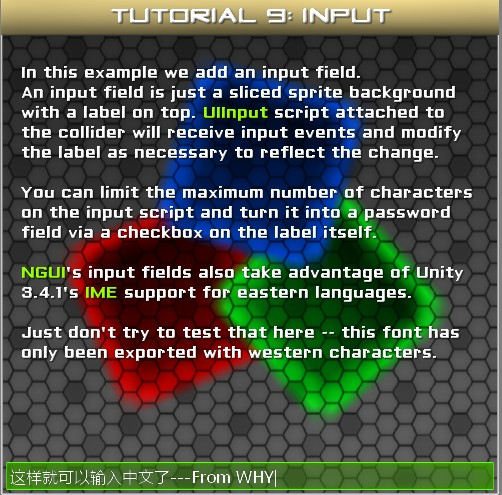 TUTORIAL 9: INPUT
In this example we add an input field.
An input field is just a sliced sprite background
with a label on top. UIInput script attached to
the collider will receive input events and modify
the label as necessary to reflect the change.
You can limit the maximum number of characters
on the input script and turn it into a password
field via a checkbox on the label itself.
NGUI's input fields also take advantage of Unity
3.4.1's IME support for eastern languages.
Just don't try to test that here -- this font has
only been exported with western characters.
这样就可以输入中文了---From WHY|